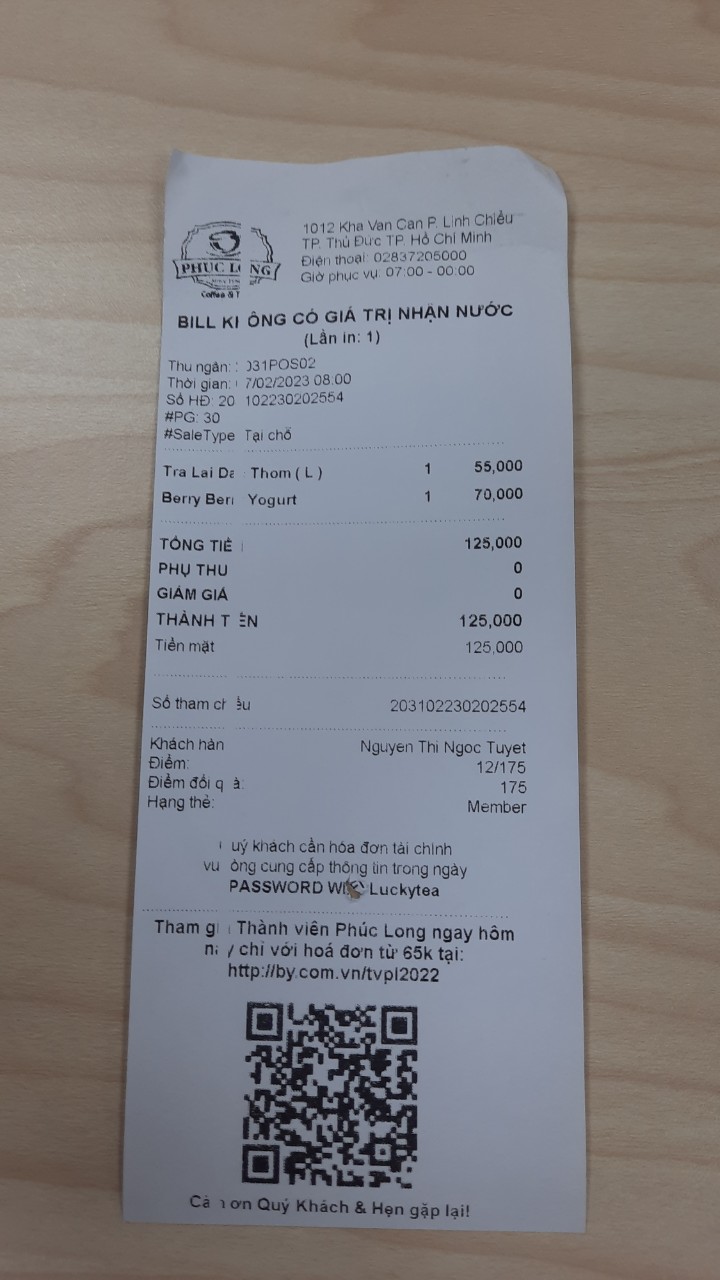 1012 Kha Van Can P. Linh Chiểu
TP. Thủ Đức TP. Hồ Chí Minh
Điện thoại: 02837205000
Giờ phục vụ: 07:00 - 00:00
PHUC L NG
Coffee & T
BILL KI ÔNG CÓ GIÁ TRỊ NHẬN NƯỚC
(Lần in: 1)
Thu ngân: 031POS02
Thời gian: 7/02/2023 08:00
Số HĐ: 20 102230202554
#PG: 30
#SaleType Tại chỗ
Tra Lai Da Thom ( L ) 1 55,000
Berry Berr Yogurt 1 70,000
TỔNG TIỀ 125,000
PHỤ THU 0
GIẢM GIÁ 0
THÀNH T ỀN 125,000
Tiền mặt 125,000
Số tham ch ếu 203102230202554
Khách hàn Nguyen Thi Ngoc Tuyet
Điểm: 12/175
Điểm đổi q à: 175
Hạng thẻ: Member
uý khách cần hóa đơn tài chính
vu òng cung cấp thông tin trong ngày
PASSWORD Luckytea
Tham gi Thành viên Phúc Long ngay hôm
na y chỉ với hoá đơn từ 65k tại:
http://by.com.vn/tvpl2022
Cả ơn Quý Khách & Hẹn gặp lại!